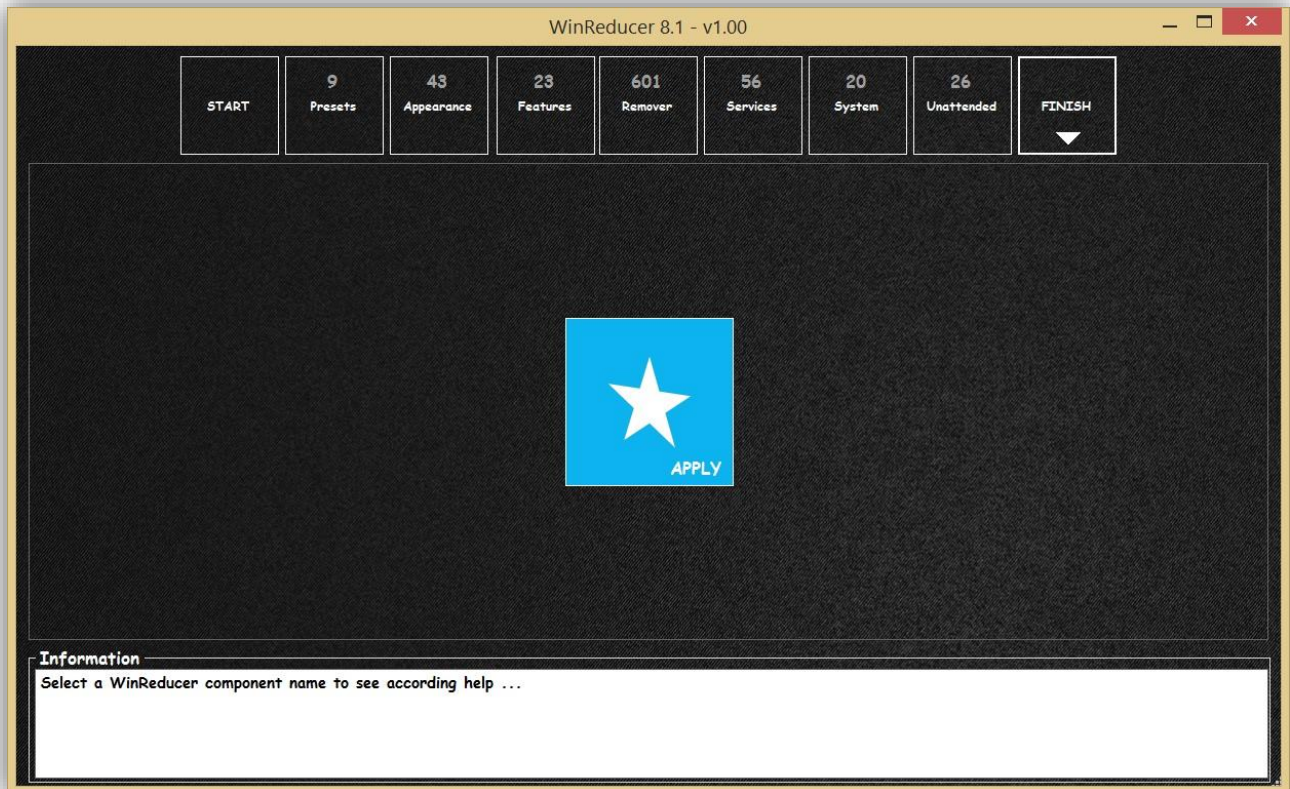 WinReducer 8.1 - v1.00
START
9
Presets
43
Appearance
23
Features
601
Remover
56
Services
20
System
26
Unattended
FINISH
APPLY
Information
Select a WinReducer component name to see according help ...